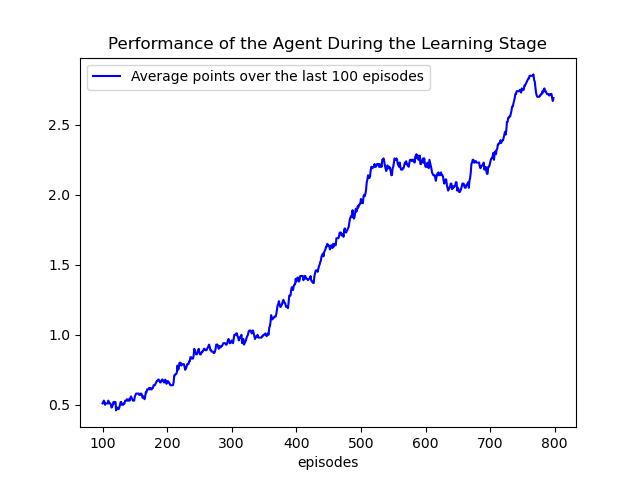 Performance of the Agent During the Learning Stage
Average points over the last 100 episodes
2.5
2.0
1.5
1.0
0.5
100 200 300 400 500 600 700 800
episodes